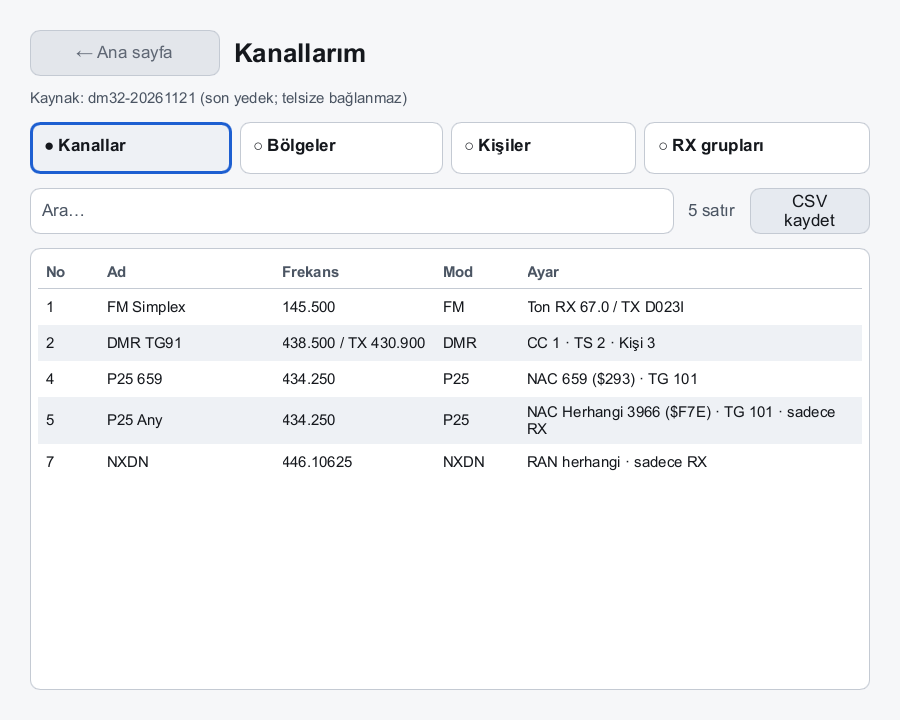 ← Ana sayfa
Kanallarım
Kaynak: dm32-20261121 (son yedek; telsize bağlanmaz)
● Kanallar
○ Bölgeler
○ Kişiler
○ RX grupları
Ara…
5 satır
CSV
kaydet
No Ad Frekans Mod Ayar
1 FM Simplex 145.500 FM Ton RX 67.0 / TX D023I
2 DMR TG91 438.500 / TX 430.900 DMR CC 1 · TS 2 · Kişi 3
4 P25 659 434.250 P25 NAC 659 ($293) · TG 101
5 P25 Any 434.250 P25 NAC Herhangi 3966 ($F7E) · TG 101 · sadece
RX
7 NXDN 446.10625 NXDN RAN herhangi · sadece RX